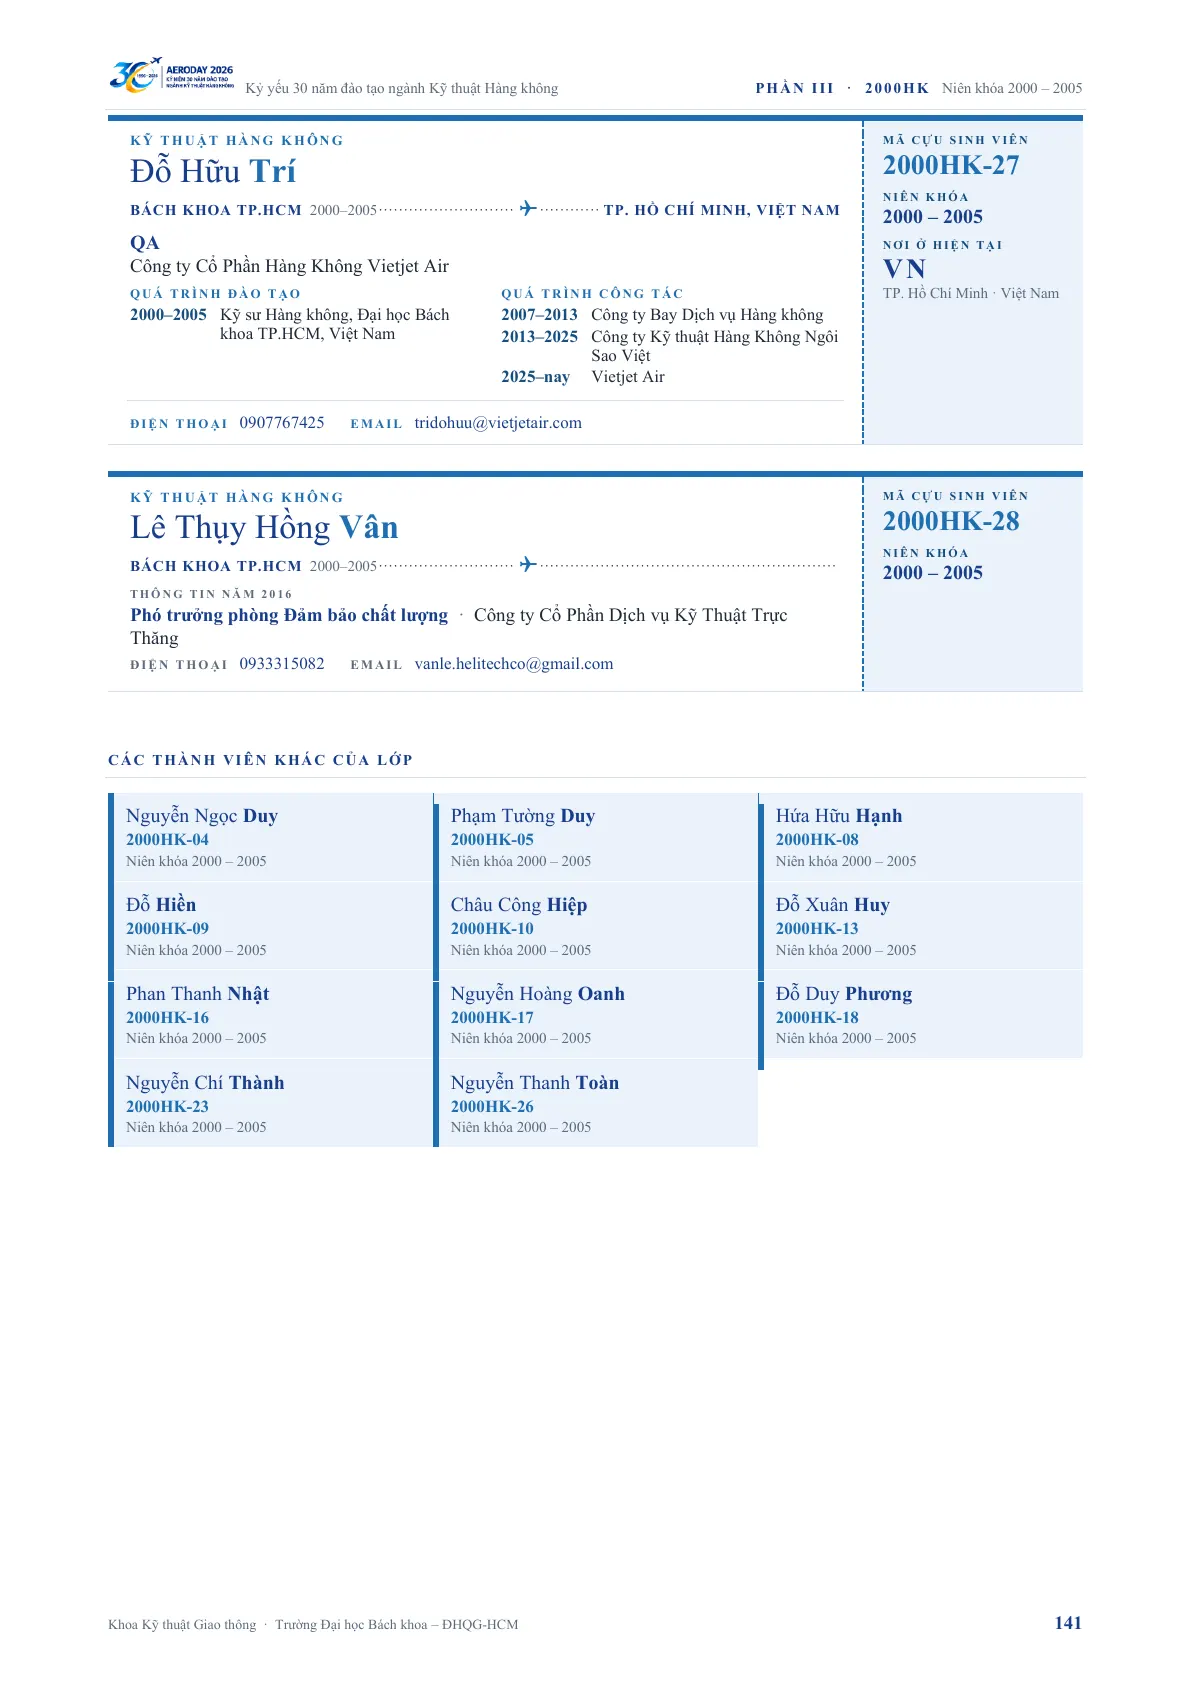 30
1996 - 2026
AERODAY 2026
KỶ NIỆM 30 NĂM ĐÀO TẠO
NGÀNH KỸ THUẬT HÀNG KHÔNG
Kỷ yếu 30 năm đào tạo ngành Kỹ thuật Hàng không
PHẦN III · 2000HK Niên khóa 2000 – 2005
KỸ THUẬT HÀNG KHÔNG
Đỗ Hữu Trí
BÁCH KHOA TP.HCM 2000–2005 TP. HỒ CHÍ MINH, VIỆT NAM
QA
Công ty Cổ Phần Hàng Không Vietjet Air
QUÁ TRÌNH ĐÀO TẠO
2000–2005 Kỹ sư Hàng không, Đại học Bách
khoa TP.HCM, Việt Nam
QUÁ TRÌNH CÔNG TÁC
2007–2013 Công ty Bay Dịch vụ Hàng không
2013–2025 Công ty Kỹ thuật Hàng Không Ngôi
Sao Việt
2025–nay Vietjet Air
ĐIỆN THOẠI 0907767425 EMAIL tridohuu@vietjetair.com
MÃ CỰU SINH VIÊN
2000HK-27
NIÊN KHÓA
2000 – 2005
NƠI Ở HIỆN TẠI
VN
TP. Hồ Chí Minh · Việt Nam
KỸ THUẬT HÀNG KHÔNG
Lê Thụy Hồng Vân
BÁCH KHOA TP.HCM 2000–2005
THÔNG TIN NĂM 2016
Phó trưởng phòng Đảm bảo chất lượng · Công ty Cổ Phần Dịch vụ Kỹ Thuật Trực
Thăng
ĐIỆN THOẠI 0933315082 EMAIL vanle.helitechco@gmail.com
MÃ CỰU SINH VIÊN
2000HK-28
NIÊN KHÓA
2000 – 2005
CÁC THÀNH VIÊN KHÁC CỦA LỚP
Nguyễn Ngọc Duy
2000HK-04
Niên khóa 2000 – 2005
Phạm Tường Duy
2000HK-05
Niên khóa 2000 – 2005
Hứa Hữu Hạnh
2000HK-08
Niên khóa 2000 – 2005
Đỗ Hiền
2000HK-09
Niên khóa 2000 – 2005
Châu Công Hiệp
2000HK-10
Niên khóa 2000 – 2005
Đỗ Xuân Huy
2000HK-13
Niên khóa 2000 – 2005
Phan Thanh Nhật
2000HK-16
Niên khóa 2000 – 2005
Nguyễn Hoàng Oanh
2000HK-17
Niên khóa 2000 – 2005
Đỗ Duy Phương
2000HK-18
Niên khóa 2000 – 2005
Nguyễn Chí Thành
2000HK-23
Niên khóa 2000 – 2005
Nguyễn Thanh Toàn
2000HK-26
Niên khóa 2000 – 2005
Khoa Kỹ thuật Giao thông · Trường Đại học Bách khoa – ĐHQG-HCM
141